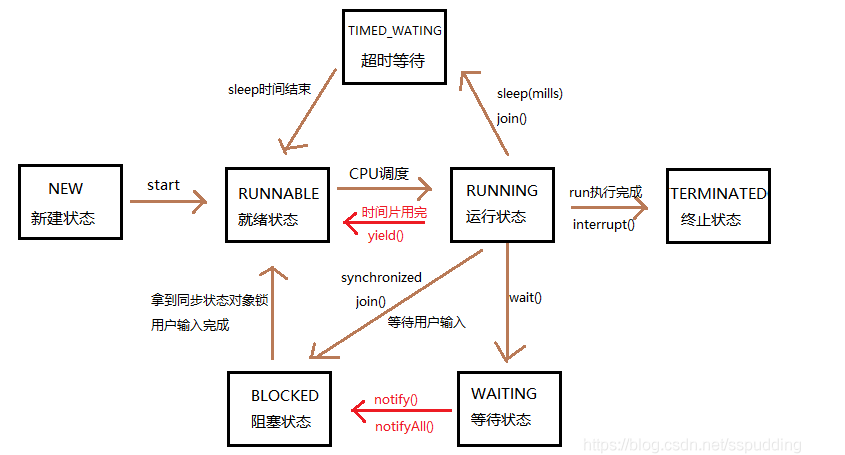 TIMED_WATING
超时等待
sleep时间结束
sleep(mills)
join()
NEW
新建状态
start
RUNNABLE
就绪状态
CPU调度
时间片用完
yield()
RUNNING
运行状态
run执行完成
interrupt()
TERMINATED
终止状态
拿到同步状态对象锁
用户输入完成
synchronized
join()
等待用户输入
wait()
BLOCKED
阻塞状态
notify()
notifyAll()
WAITING
等待状态
https://blog.csdn.net/sspudding